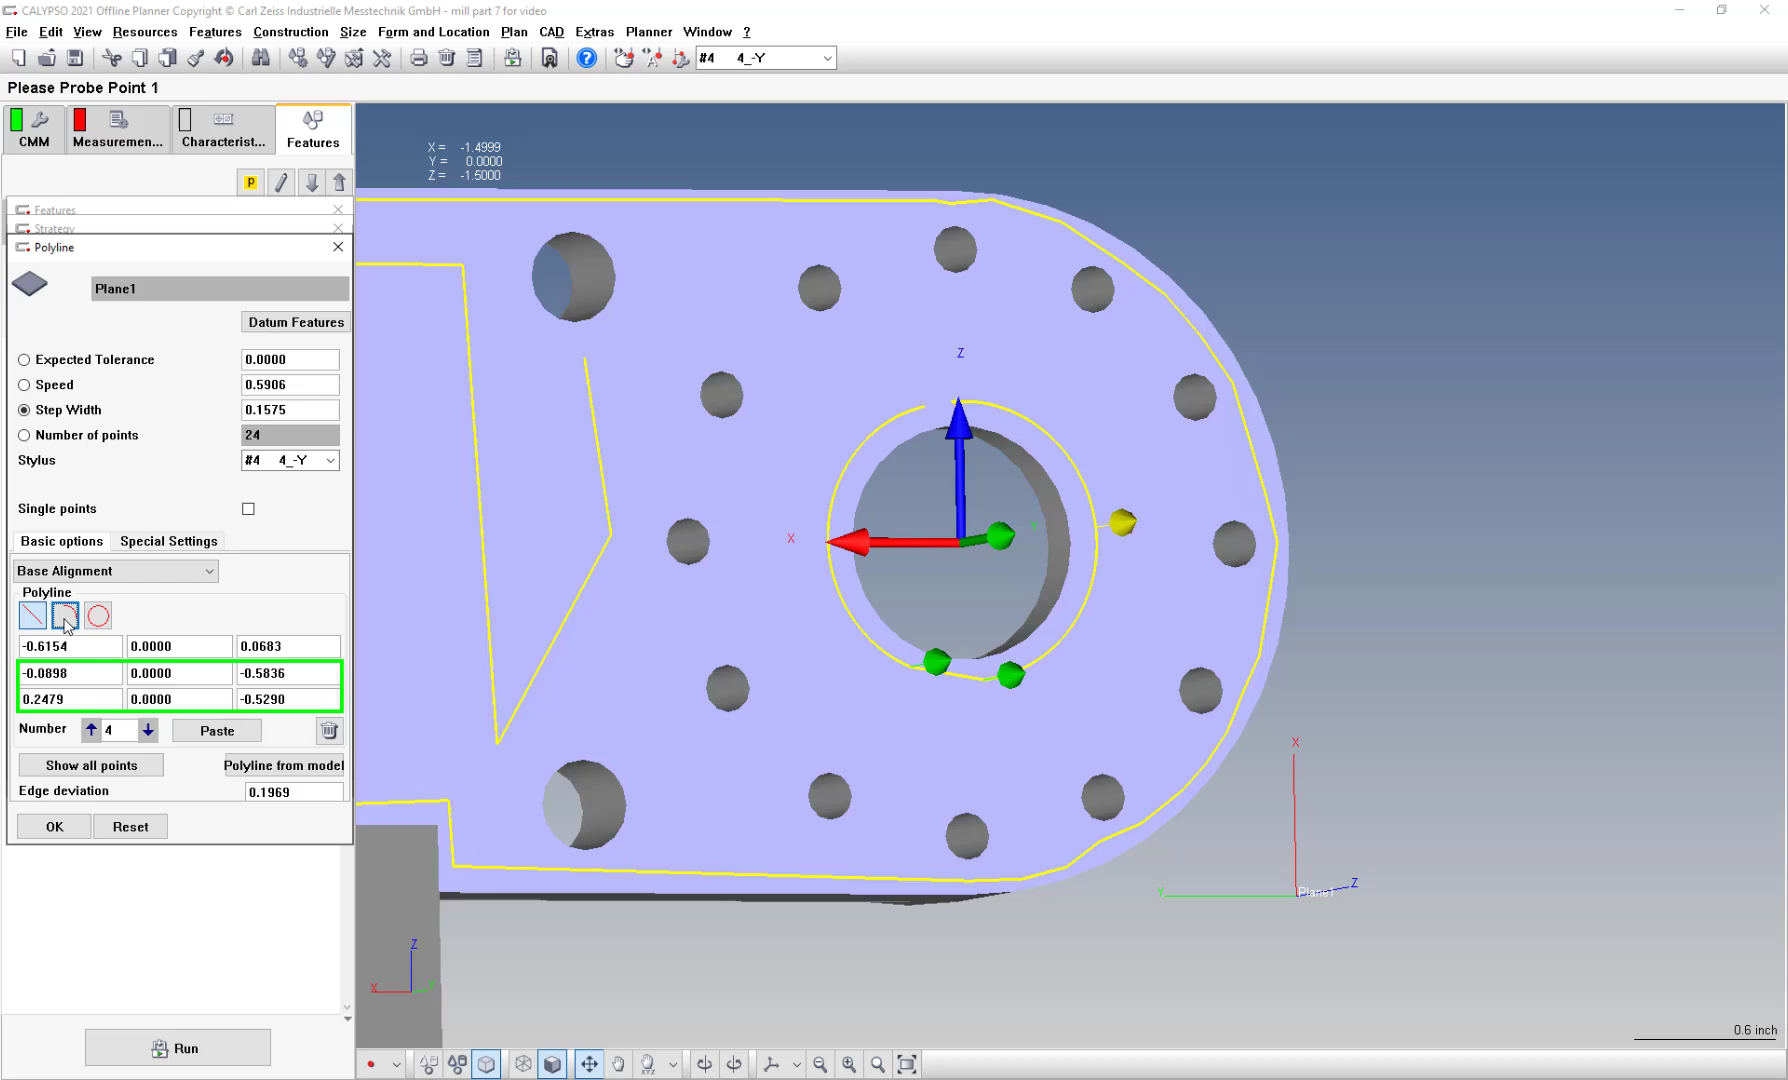 CALYPSO 2021 Offline Planner Copyright © Carl Zeiss Industrielle Messtechnik GmbH - mill part 7 for video
File Edit View Resources Features Construction Size Form and Location Plan CAD Extras Planner Window ?
#4 4_-Y
Please Probe Point 1
CMM Measuremen... Characterist... Features
X= -1.4999
Y= 0.0000
Z= -1.5000
P
Features
Strategy
Polyline
Plane1
Datum Features
Expected Tolerance 0.0000
Speed 0.5906
Step Width 0.1575
Number of points 24
Stylus #4 4_-Y
Single points
Basic options Special Settings
Base Alignment
Polyline
-0.6154 0.0000 0.0683
-0.0898 0.0000 -0.5836
0.2479 0.0000 -0.5290
Number 4 Paste
Show all points Polyline from model
Edge deviation 0.1969
OK Reset
Run
Z
X
X
Y Plane1 Z
Z
X
0.6 inch